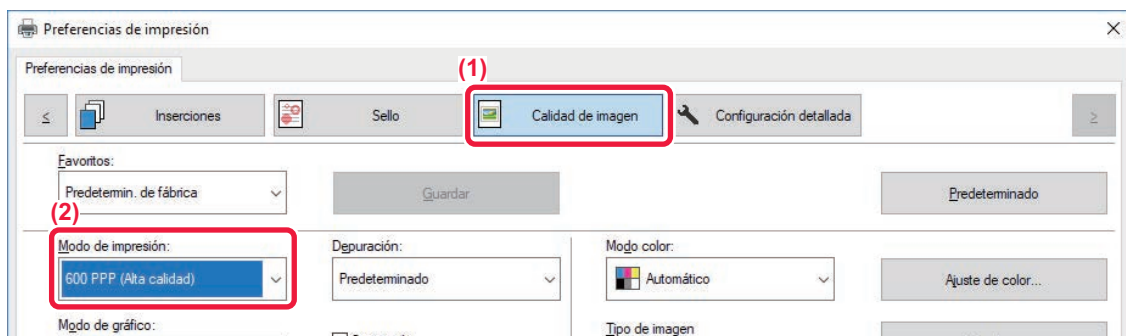 Preferencias de impresión
Preferencias de impresión
(1)
<
Inserciones
Sello
Calidad de imagen
Configuración detallada
>
Favoritos:
Predetermin. de fábrica
Guardar
Predeterminado
(2)
Modo de impresión:
Depuración:
Modo color:
600 PPP (Alta calidad)
Predeterminado
Automático
Ajuste de color...
Modo de gráfico:
Tipo de imagen